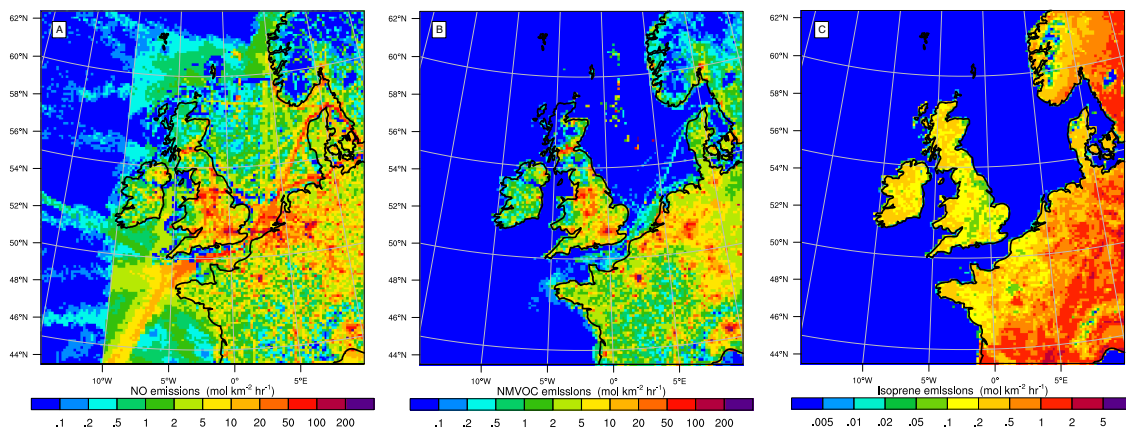 A
62°N
60°N
58°N
56°N
54°N
52°N
50°N
48°N
46°N
44°N
10°W 5°W 0° 5°E
NO emissions (mol km⁻² hr⁻¹)
.1 .2 .5 1 2 5 10 20 50 100 200
B
62°N
60°N
58°N
56°N
54°N
52°N
50°N
48°N
46°N
44°N
10°W 5°W 0° 5°E
NMVOC emissions (mol km⁻² hr⁻¹)
.1 .2 .5 1 2 5 10 20 50 100 200
C
62°N
60°N
58°N
56°N
54°N
52°N
50°N
48°N
46°N
44°N
10°W 5°W 0° 5°E
Isoprene emissions (mol km⁻² hr⁻¹)
.005 .01 .02 .05 .1 .2 .5 1 2 5